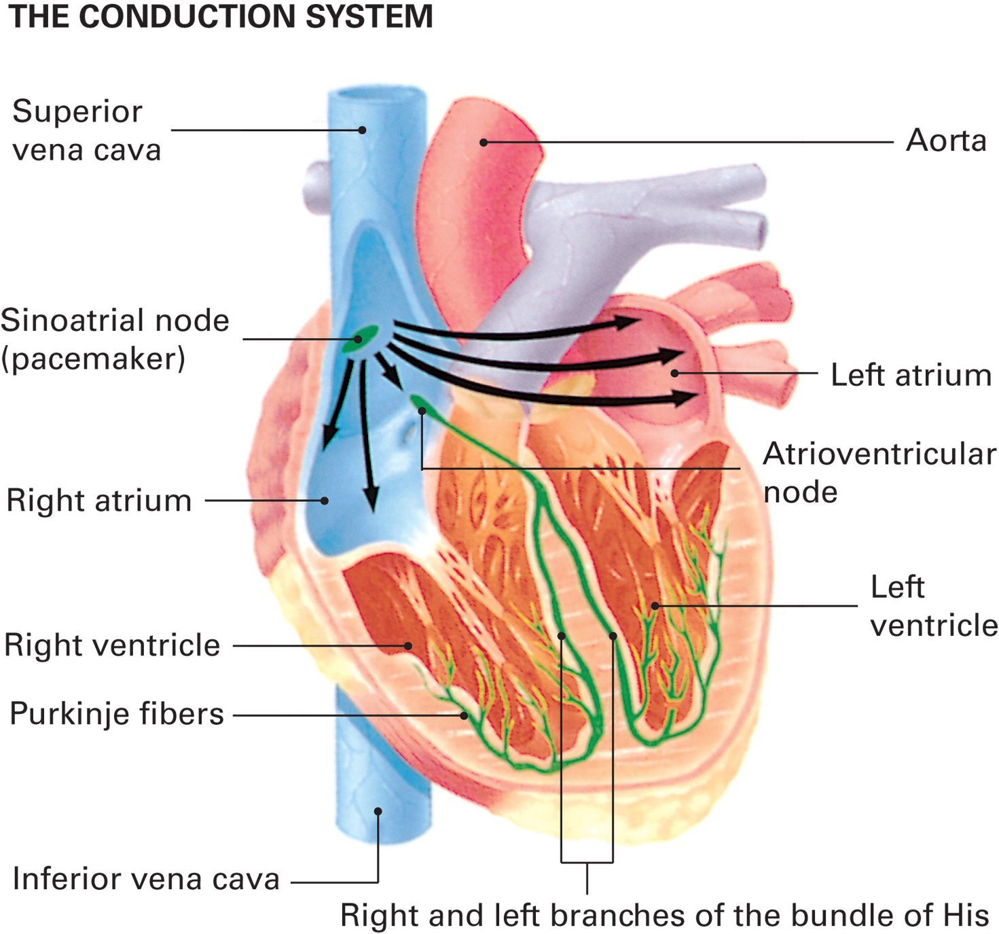 THE CONDUCTION SYSTEM
Superior
vena cava
Aorta
Sinoatrial node
(pacemaker)
Left atrium
Atrioventricular
node
Right atrium
Left
ventricle
Right ventricle
Purkinje fibers
Inferior vena cava
Right and left branches of the bundle of His